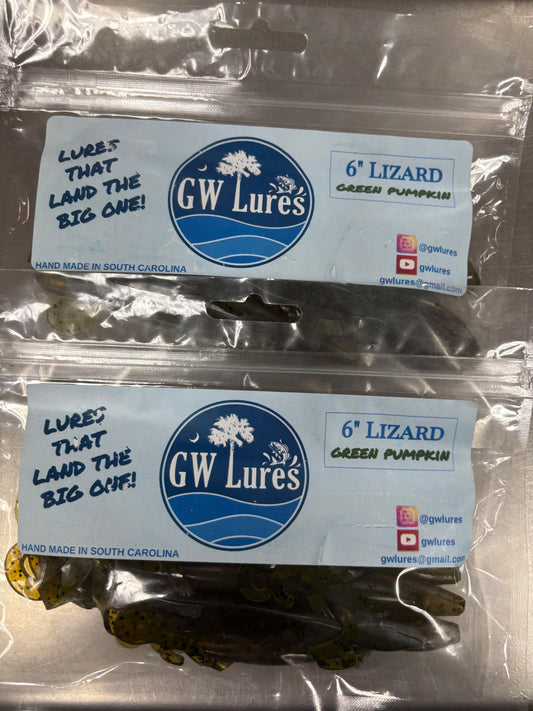 LURES
THAT
LAND THE
BIG ONE!
GW Lures
6" LIZARD
GREEN PUMPKIN
@gwlures
gwlures
gwlures@gmail.com
HAND MADE IN SOUTH CAROLINA
LURES
THAT
LAND THE
BIG ONE!
GW Lures
6" LIZARD
GREEN PUMPKIN
@gwlures
gwlures
gwlures@gmail.com
HAND MADE IN SOUTH CAROLINA